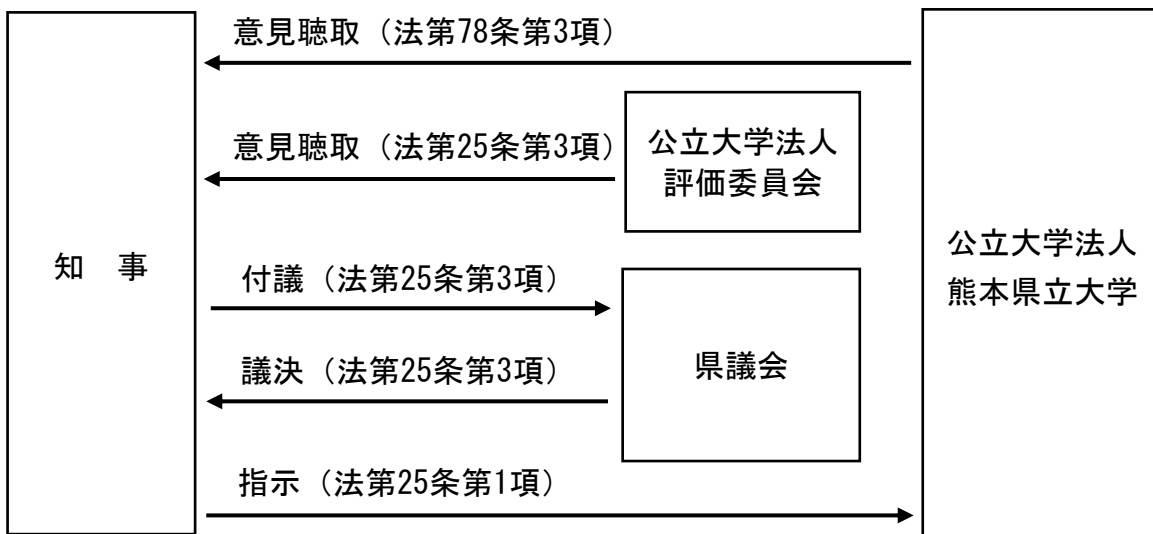 意見聴取（法第78条第3項）
意見聴取（法第25条第3項）
公立大学法人
評価委員会
知　事
付議（法第25条第3項）
議決（法第25条第3項）
県議会
指示（法第25条第1項）
公立大学法人
熊本県立大学